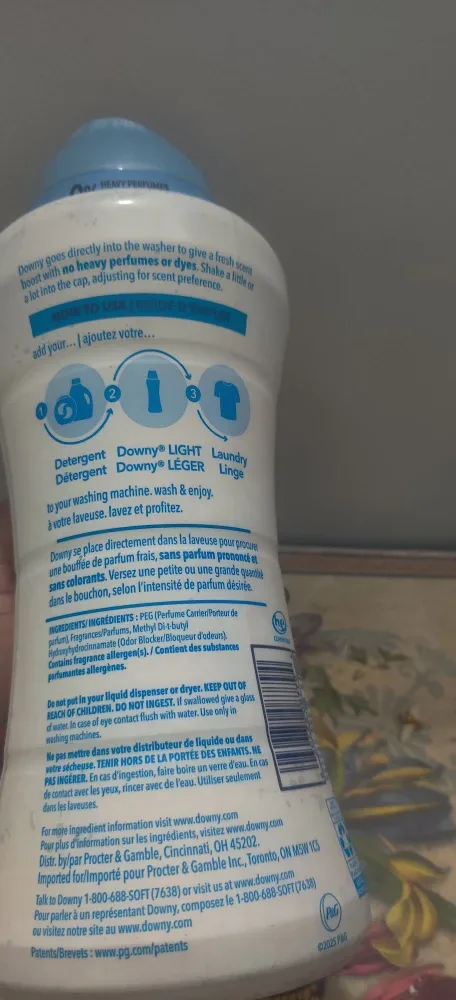 0% HEAVY PERFUMES
Downy goes directly into the washer to give a fresh scent
boost with no heavy perfumes or dyes. Shake a little or
a lot into the cap, adjusting for scent preference.
HOW TO USE | MODE D'EMPLOI
add your... | ajoutez votre...
1 2 3
Detergent Downy® LIGHT Laundry
Détergent Downy® LÉGER Linge
to your washing machine. wash & enjoy.
à votre laveuse. lavez et profitez.
Downy se place directement dans la laveuse pour procurer
une bouffée de parfum frais, sans parfum prononcé et
sans colorants. Versez une petite ou une grande quantité
dans le bouchon, selon l'intensité de parfum désirée.
INGREDIENTS/INGRÉDIENTS : PEG (Perfume Carrier/Porteur de
parfum), Fragrances/Parfums, Methyl Di-t-butyl
Hydroxyhydrocinnamate (Odor Blocker/Bloqueur d'odeurs).
Contains fragrance allergen(s). / Contient des substances
parfumantes allergènes.
he
Do not put in your liquid dispenser or dryer. KEEP OUT OF
REACH OF CHILDREN. DO NOT INGEST. If swallowed give a glass
of water. In case of eye contact flush with water. Use only in
washing machines.
Ne pas mettre dans votre distributeur de liquide ou dans
votre sécheuse. TENIR HORS DE LA PORTÉE DES ENFANTS. NE
PAS INGÉRER. En cas d'ingestion, faire boire un verre d'eau. En cas
de contact avec les yeux, rincer avec de l'eau. Utiliser seulement
dans les laveuses.
For more ingredient information visit www.downy.com
Pour plus d'information sur les ingrédients, visitez www.downy.com
Distr. by/par Procter & Gamble, Cincinnati, OH 45202.
Imported for/Importé pour Procter & Gamble Inc., Toronto, ON M5W 1C5
Talk to Downy 1-800-688-SOFT (7638) or visit us at www.downy.com
Pour parler à un représentant Downy, composez le 1-800-688-SOFT (7638)
ou visitez notre site au www.downy.com
P&G
Patents/Brevets : www.pg.com/patents
©2025 P&G